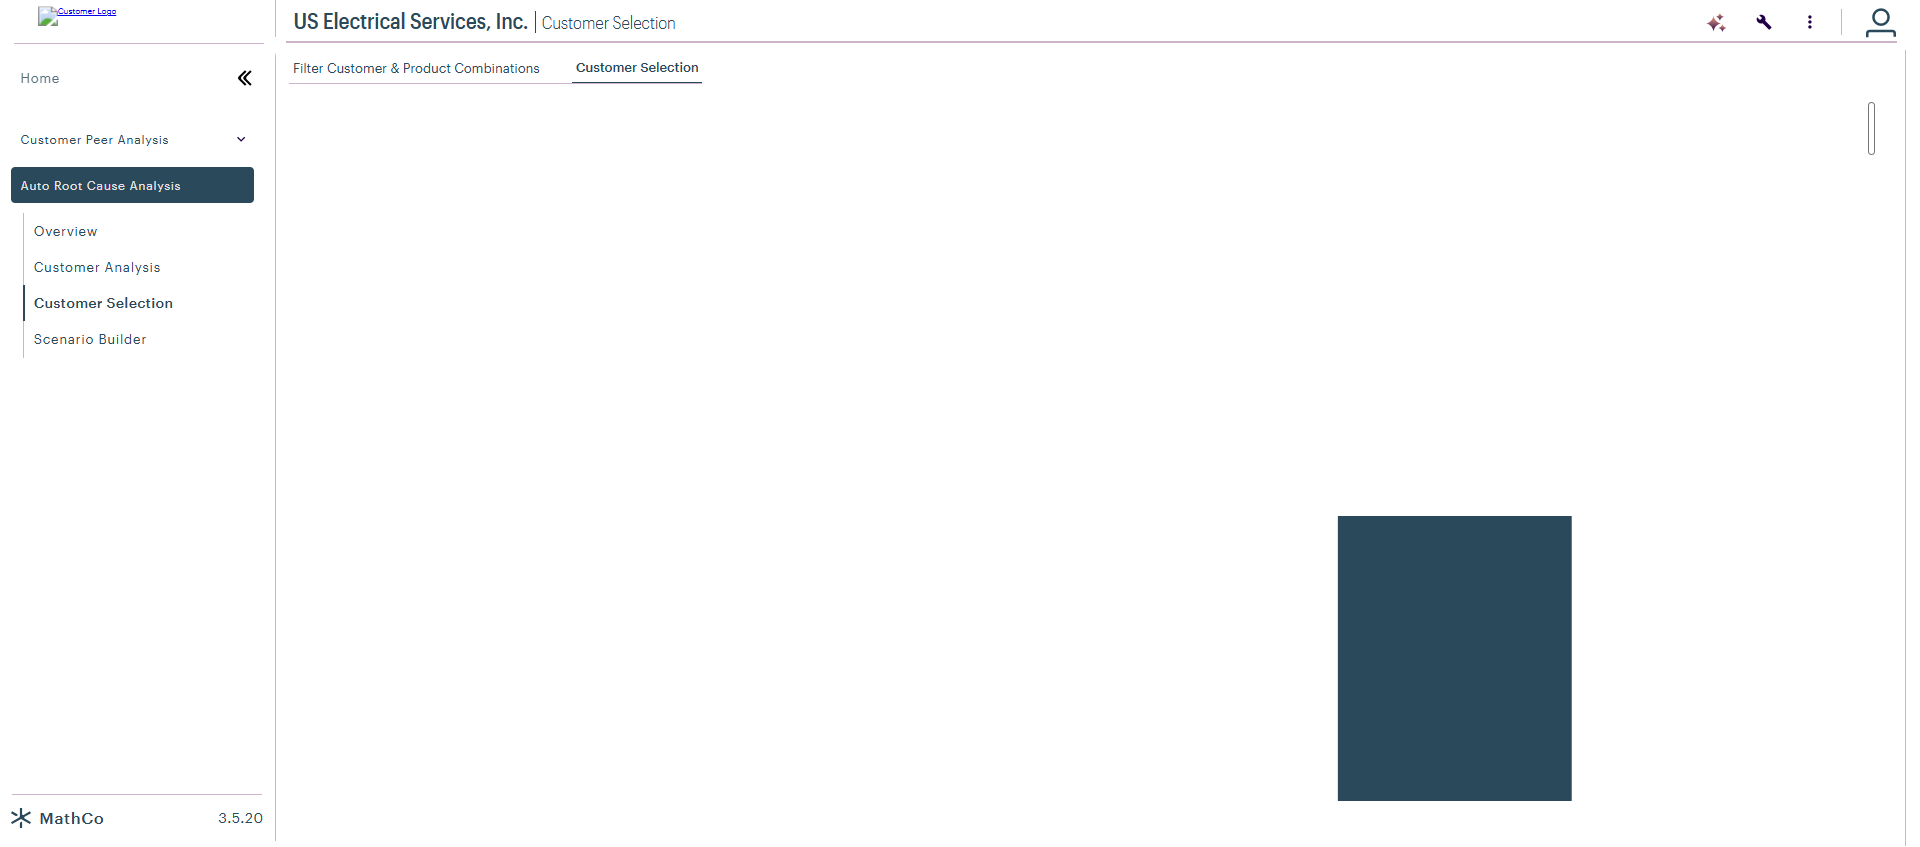 Customer Logo
US Electrical Services, Inc. | Customer Selection
Home
Filter Customer & Product Combinations
Customer Selection
Customer Peer Analysis
Auto Root Cause Analysis
Overview
Customer Analysis
Customer Selection
Scenario Builder
MathCo
3.5.20